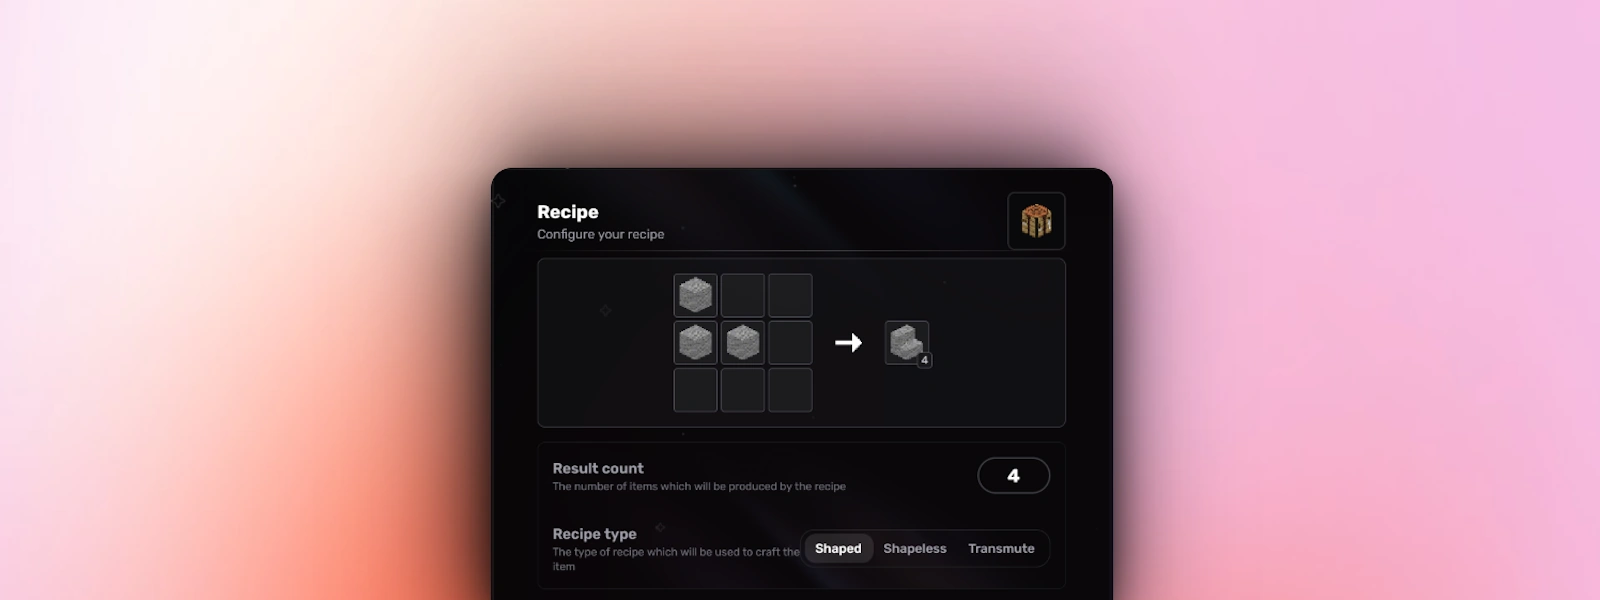 Recipe
Configure your recipe
4
Result count
The number of items which will be produced by the recipe
4
Recipe type
The type of recipe which will be used to craft the
item
Shaped Shapeless Transmute